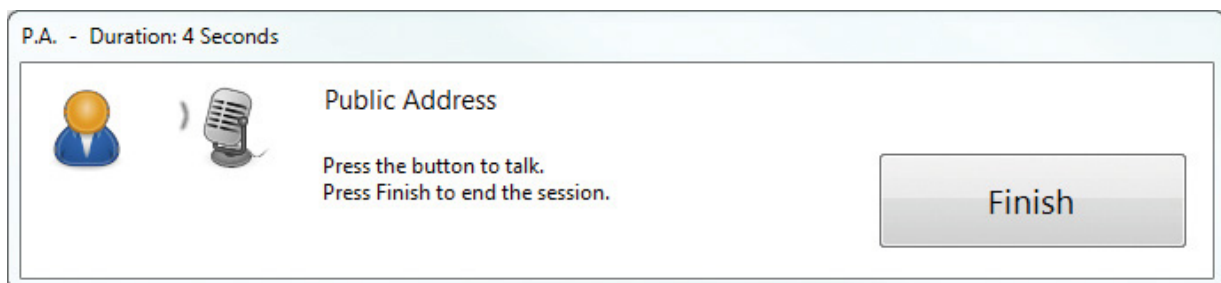 P.A. - Duration: 4 Seconds
Public Address
Press the button to talk.
Press Finish to end the session.
Finish